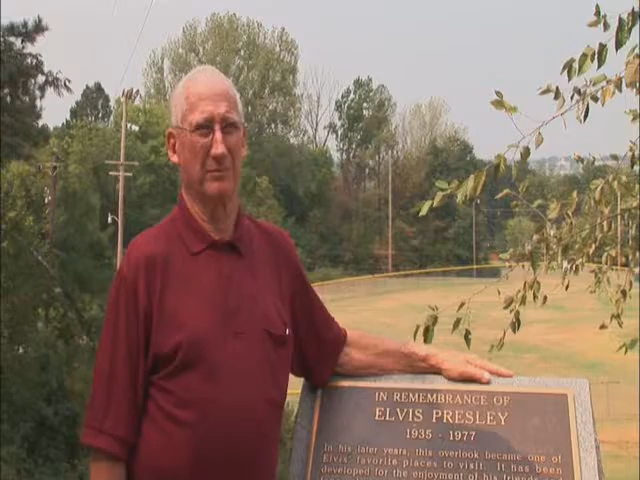 IN REMEMBRANCE OF
ELVIS PRESLEY
1935 - 1977
In his later years, this overlook became one of
Elvis' favorite places to visit. It has been
developed for the enjoyment of his friends